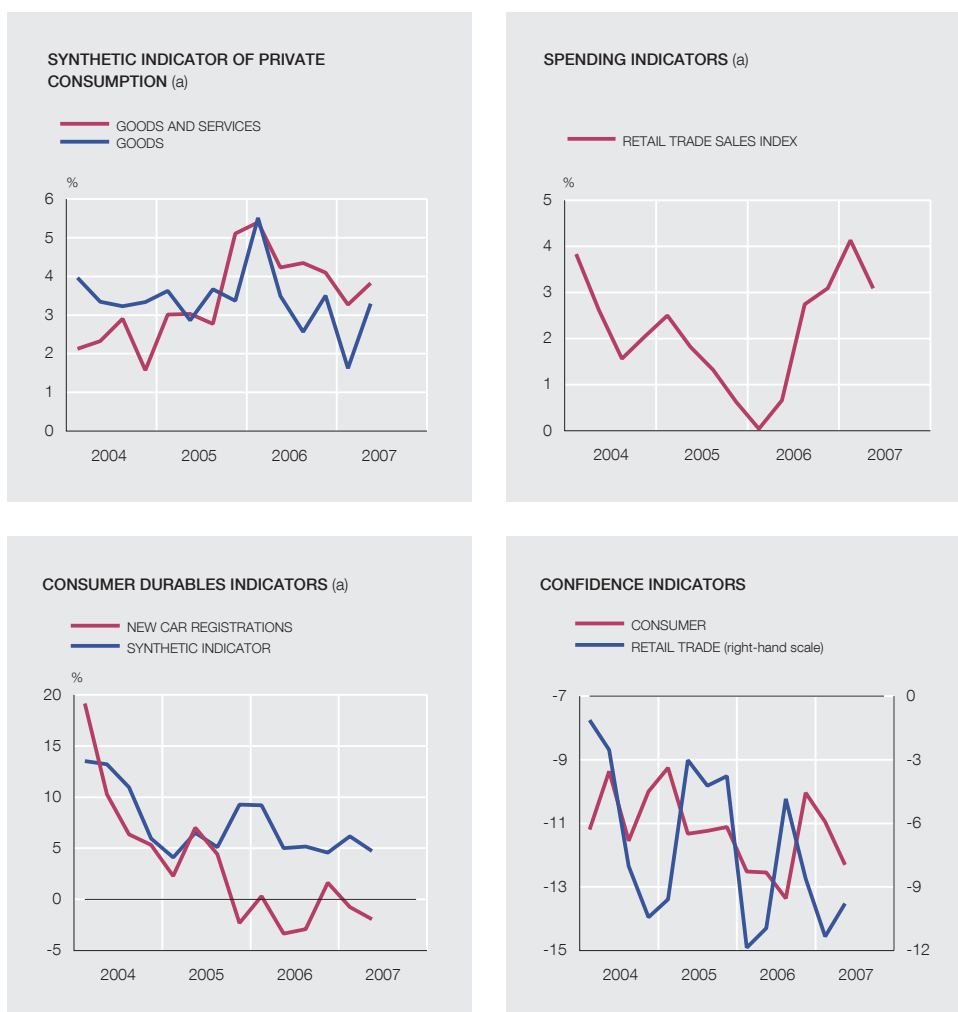 SYNTHETIC INDICATOR OF PRIVATE
CONSUMPTION (a)
GOODS AND SERVICES
GOODS
%
6
5
4
3
2
1
0
2004 2005 2006 2007
SPENDING INDICATORS (a)
RETAIL TRADE SALES INDEX
%
5
4
3
2
1
0
2004 2005 2006 2007
CONSUMER DURABLES INDICATORS (a)
NEW CAR REGISTRATIONS
SYNTHETIC INDICATOR
%
20
15
10
5
0
-5
2004 2005 2006 2007
CONFIDENCE INDICATORS
CONSUMER
RETAIL TRADE (right-hand scale)
-7 0
-9 -3
-11 -6
-13 -9
-15 -12
2004 2005 2006 2007